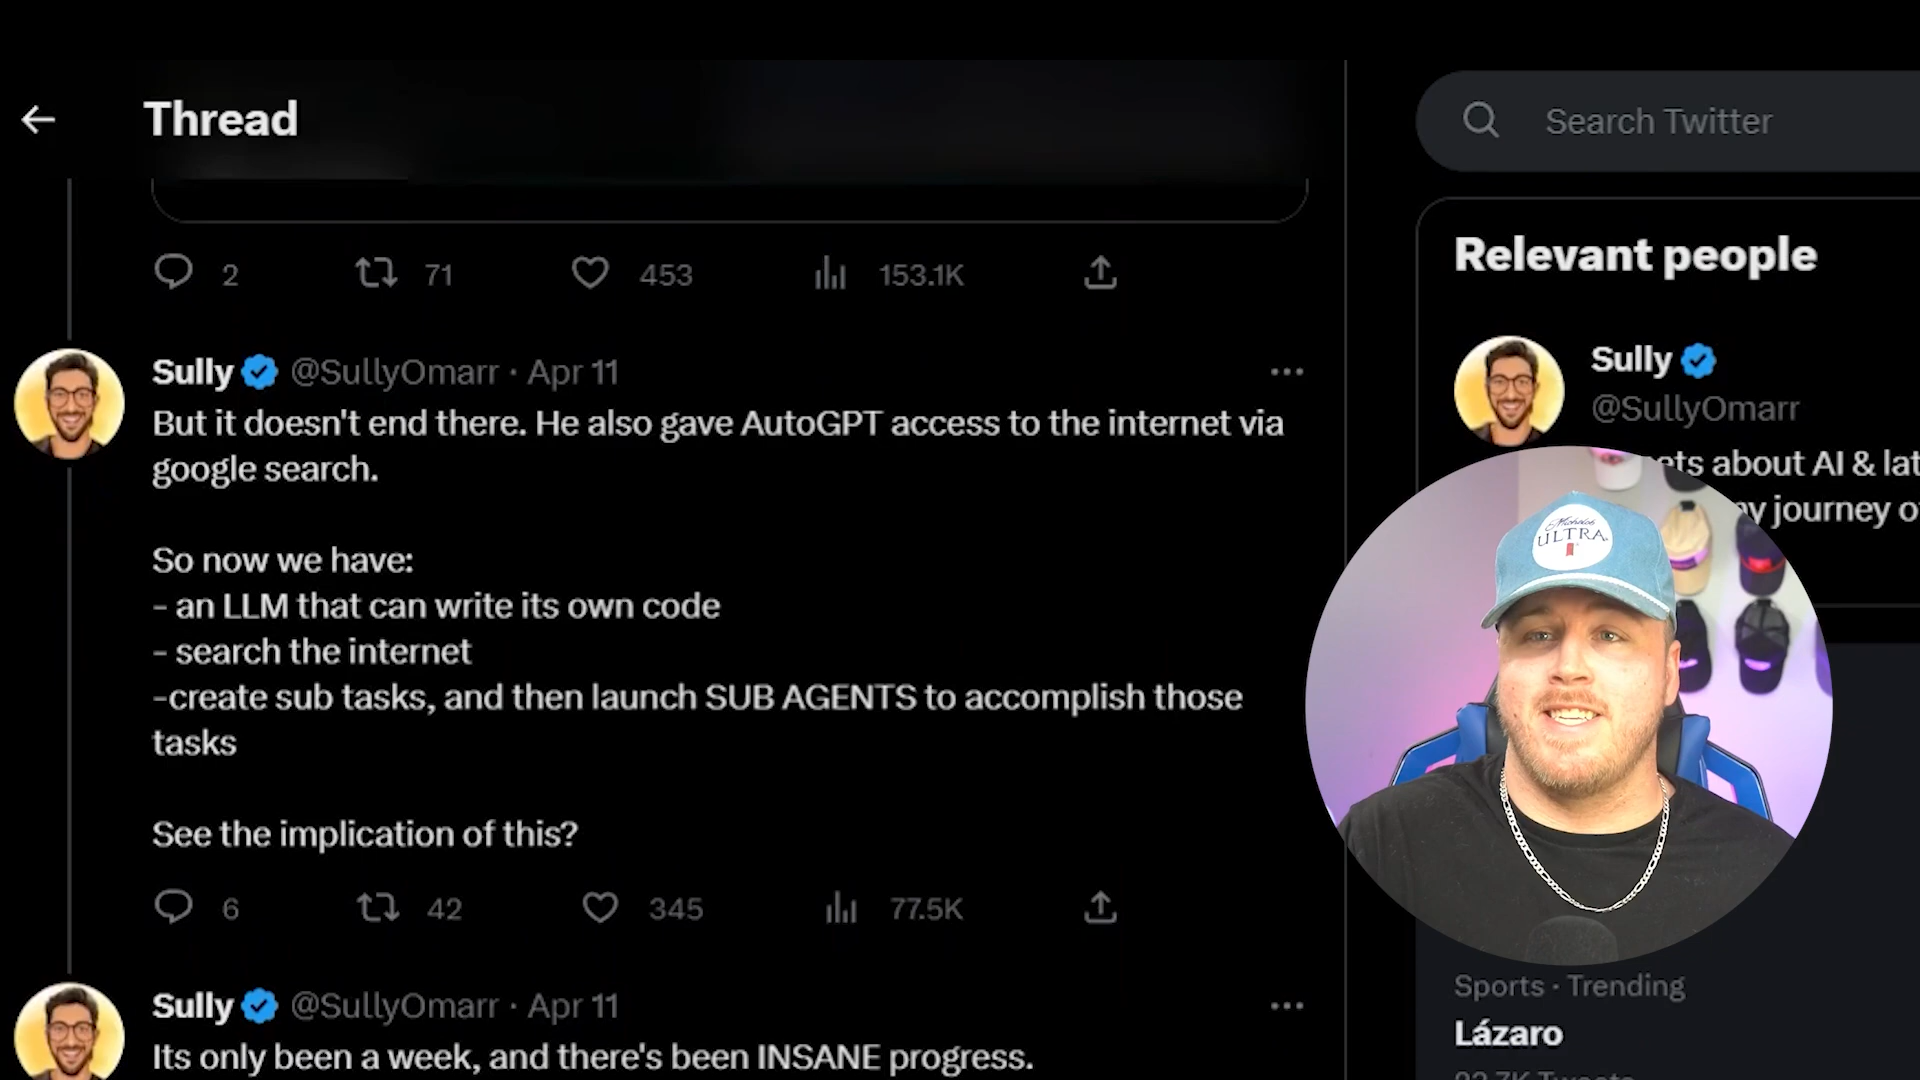 Thread
Search Twitter
2 71 453 153.1K
Relevant people
Sully @SullyOmarr · Apr 11
But it doesn't end there. He also gave AutoGPT access to the internet via
google search.
So now we have:
- an LLM that can write its own code
- search the internet
-create sub tasks, and then launch SUB AGENTS to accomplish those
tasks
See the implication of this?
6 42 345 77.5K
Sully @SullyOmarr · Apr 11
Its only been a week, and there's been INSANE progress.
Sully
@SullyOmarr
about AI &
journey
Michelob
ULTRA
Sports · Trending
Lázaro